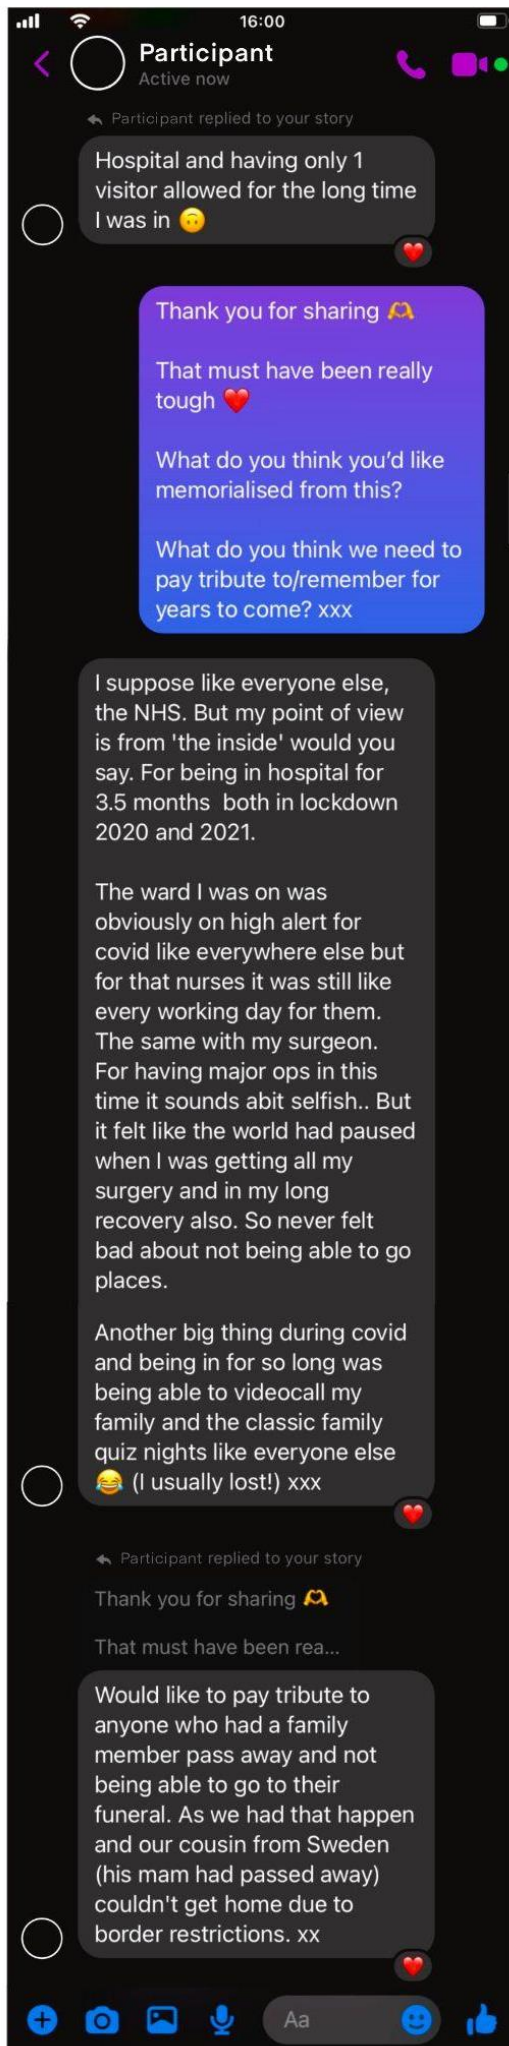 16:00
Participant
Active now
Participant replied to your story
Hospital and having only 1
visitor allowed for the long time
I was in 🙃
Thank you for sharing 🫶
That must have been really
tough ❤️
What do you think you’d like
memorialised from this?
What do you think we need to
pay tribute to/remember for
years to come? xxx
I suppose like everyone else,
the NHS. But my point of view
is from 'the inside' would you
say. For being in hospital for
3.5 months both in lockdown
2020 and 2021.
The ward I was on was
obviously on high alert for
covid like everywhere else but
for that nurses it was still like
every working day for them.
The same with my surgeon.
For having major ops in this
time it sounds abit selfish.. But
it felt like the world had paused
when I was getting all my
surgery and in my long
recovery also. So never felt
bad about not being able to go
places.
Another big thing during covid
and being in for so long was
being able to videocall my
family and the classic family
quiz nights like everyone else
😂 (I usually lost!) xxx
Participant replied to your story
Thank you for sharing 🫶
That must have been rea...
Would like to pay tribute to
anyone who had a family
member pass away and not
being able to go to their
funeral. As we had that happen
and our cousin from Sweden
(his mam had passed away)
couldn't get home due to
border restrictions. xx
Aa